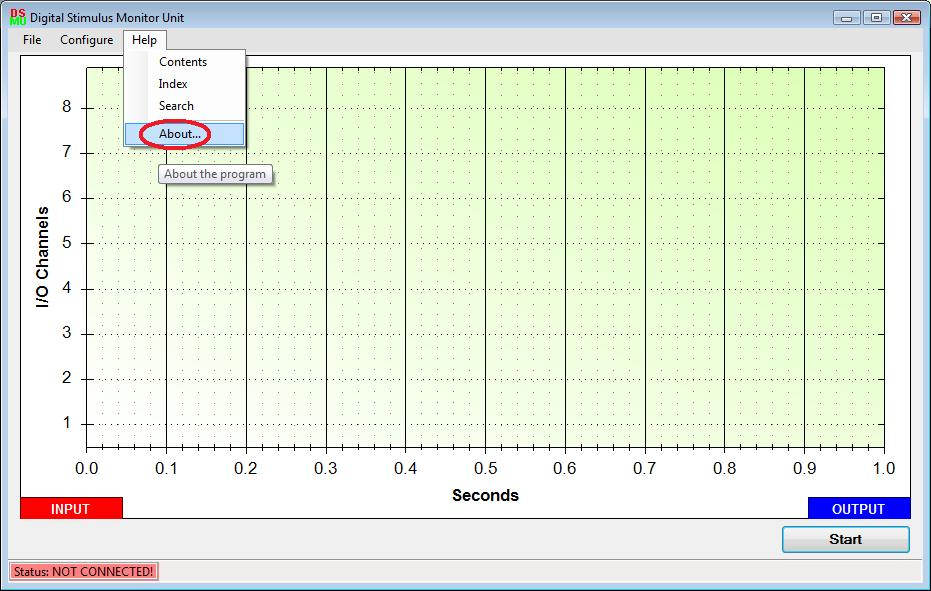 DS
MU
Digital Stimulus Monitor Unit
File Configure Help
Contents
Index
Search
About...
About the program
I/O Channels
8
7
6
5
4
3
2
1
0.0 0.1 0.2 0.3 0.4 0.5 0.6 0.7 0.8 0.9 1.0
Seconds
INPUT
OUTPUT
Start
Status: NOT CONNECTED!